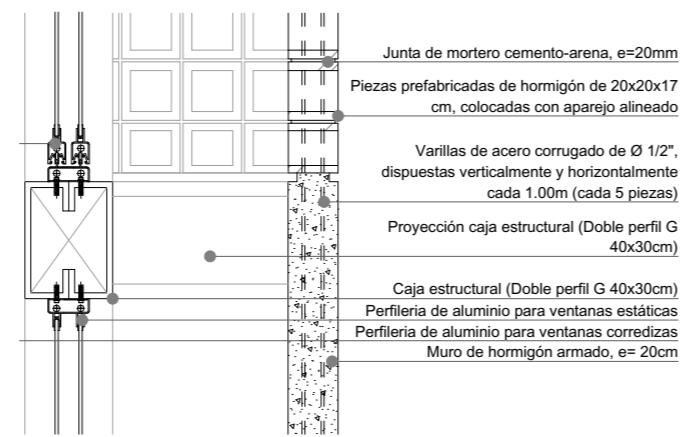 Junta de mortero cemento-arena, e=20mm
Piezas prefabricadas de hormigón de 20x20x17
cm, colocadas con aparejo alineado
Varillas de acero corrugado de Ø 1/2",
dispuestas verticalmente y horizontalmente
cada 1.00m (cada 5 piezas)
Proyección caja estructural (Doble perfil G
40x30cm)
Caja estructural (Doble perfil G 40x30cm)
Perfileria de aluminio para ventanas estáticas
Perfileria de aluminio para ventanas corredizas
Muro de hormigón armado, e= 20cm